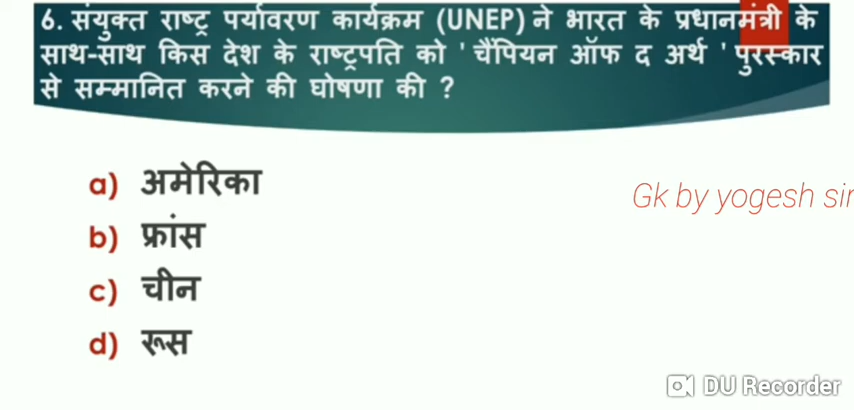 6. संयुक्त राष्ट्र पर्यावरण कार्यक्रम (UNEP) ने भारत के प्रधानमंत्री के
साथ-साथ किस देश के राष्ट्रपति को ' चैंपियन ऑफ द अर्थ ' पुरस्कार
से सम्मानित करने की घोषणा की ?
a) अमेरिका
Gk by yogesh sir
b) फ्रांस
c) चीन
d) रूस
DU Recorder